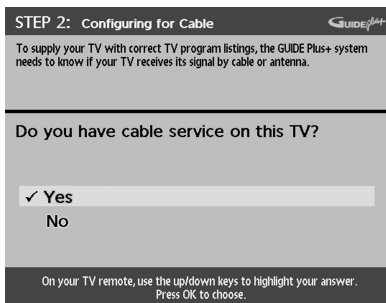 STEP 2: Configuring for Cable GUIDE Plus+
To supply your TV with correct TV program listings, the GUIDE Plus+ system
needs to know if your TV receives its signal by cable or antenna.
Do you have cable service on this TV?
✓ Yes
No
On your TV remote, use the up/down keys to highlight your answer.
Press OK to choose.